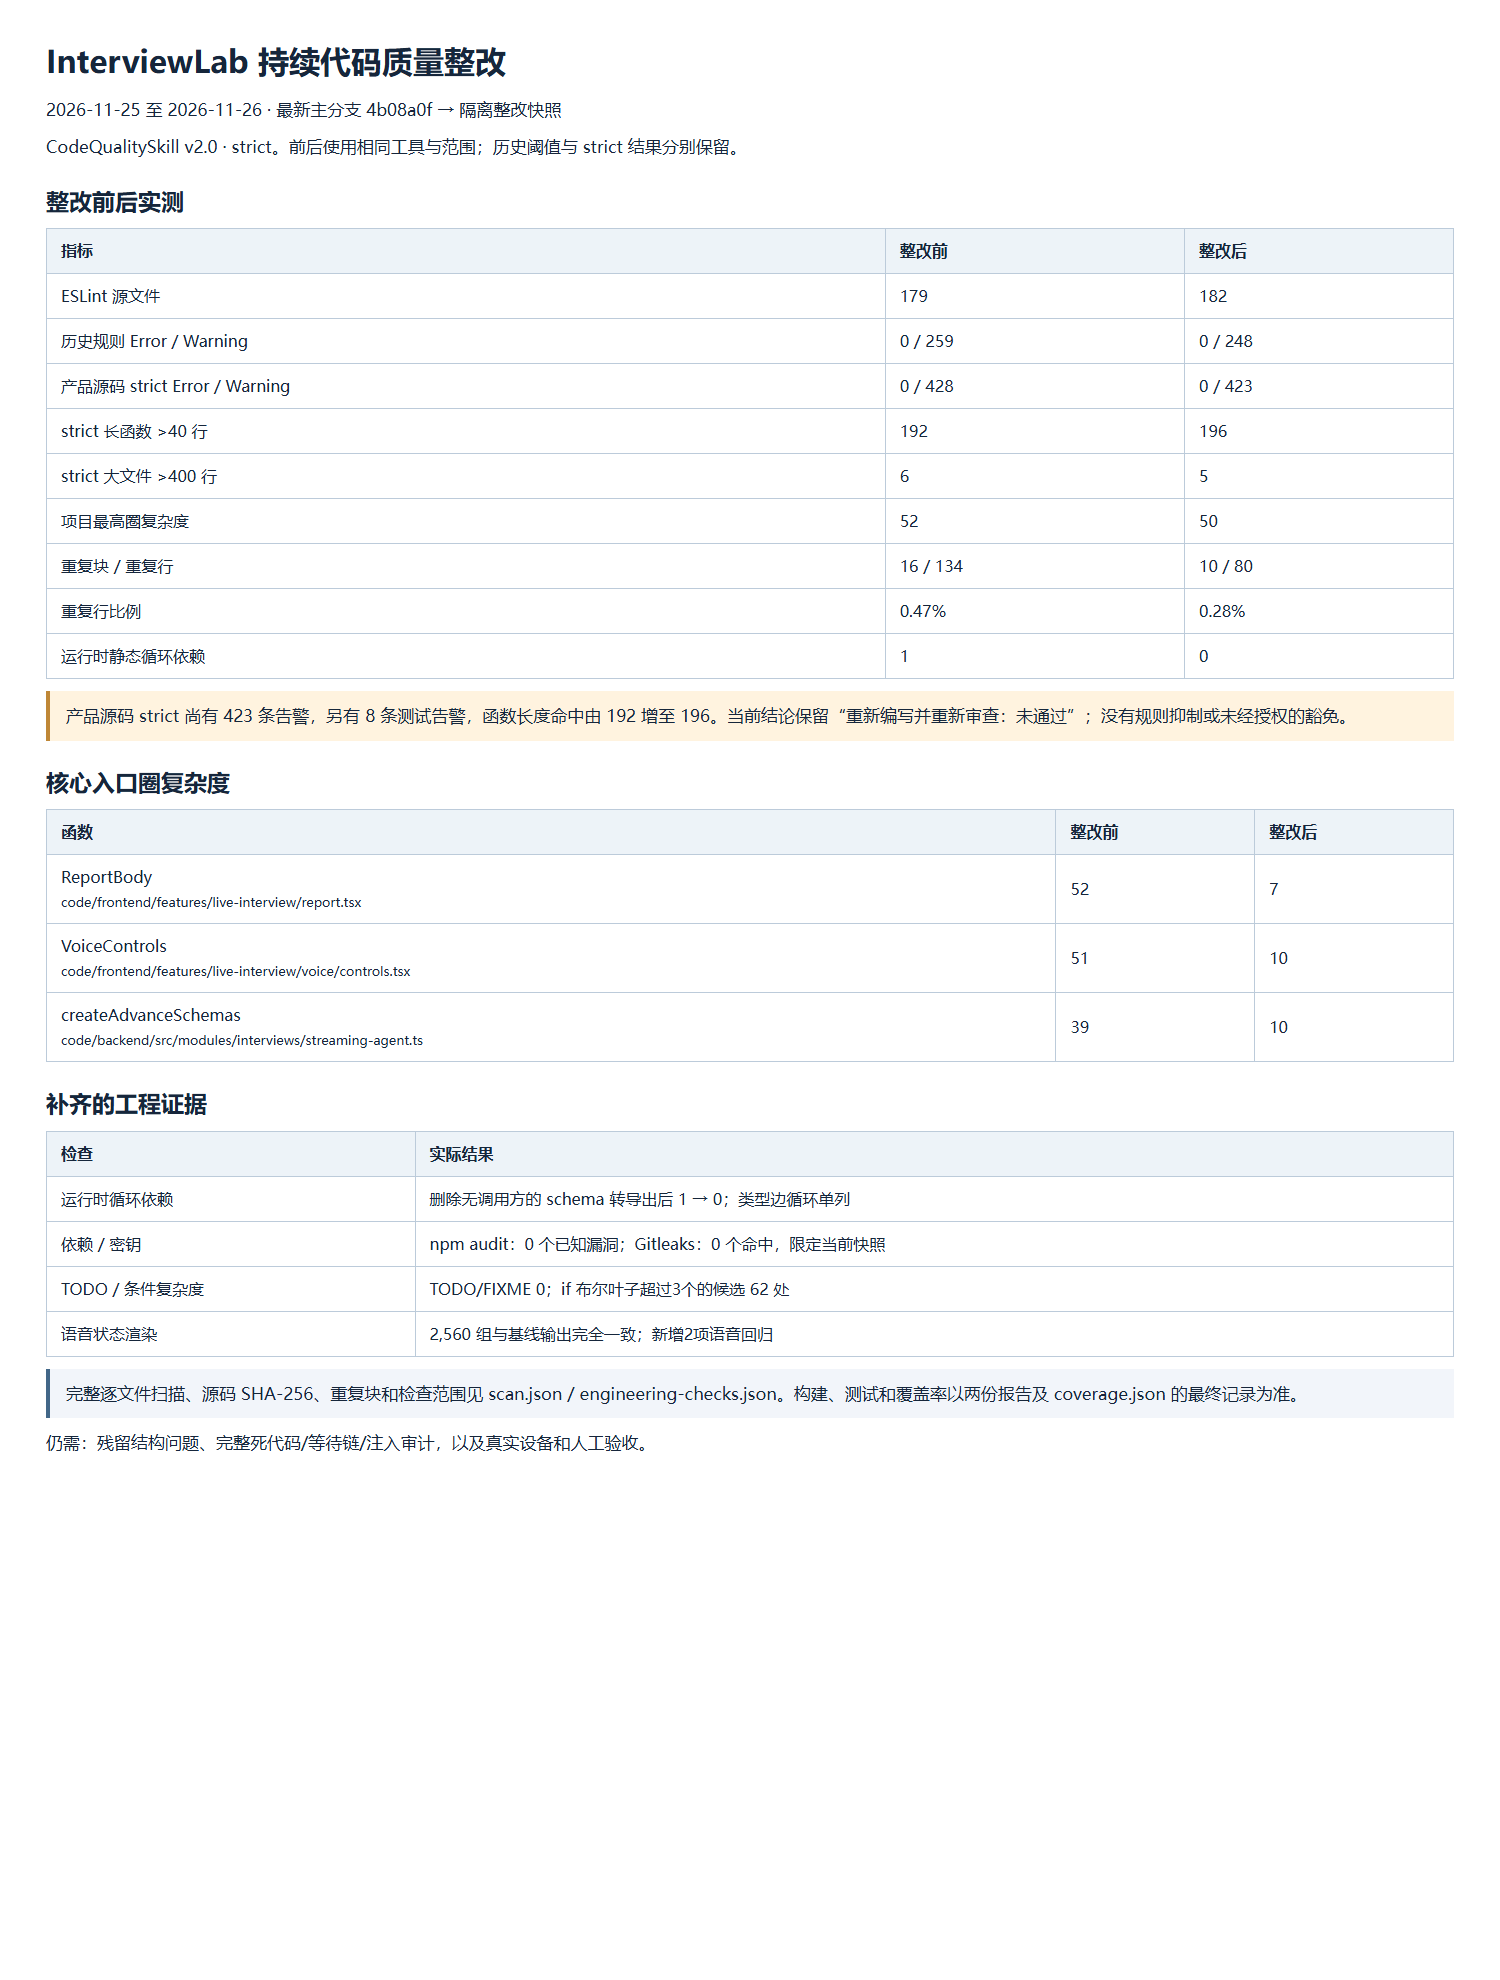 InterviewLab 持续代码质量整改
2026-11-25 至 2026-11-26 · 最新主分支 4b08a0f → 隔离整改快照
CodeQualitySkill v2.0 · strict。前后使用相同工具与范围；历史阈值与 strict 结果分别保留。
整改前后实测
指标 整改前 整改后
ESLint 源文件 179 182
历史规则 Error / Warning 0 / 259 0 / 248
产品源码 strict Error / Warning 0 / 428 0 / 423
strict 长函数 >40 行 192 196
strict 大文件 >400 行 6 5
项目最高圈复杂度 52 50
重复块 / 重复行 16 / 134 10 / 80
重复行比例 0.47% 0.28%
运行时静态循环依赖 1 0
产品源码 strict 尚有 423 条告警，另有 8 条测试告警，函数长度命中由 192 增至 196。当前结论保留“重新编写并重新审查：未通过”；没有规则抑制或未经授权的豁免。
核心入口圈复杂度
函数 整改前 整改后
ReportBody 52 7
code/frontend/features/live-interview/report.tsx
VoiceControls 51 10
code/frontend/features/live-interview/voice/controls.tsx
createAdvanceSchemas 39 10
code/backend/src/modules/interviews/streaming-agent.ts
补齐的工程证据
检查 实际结果
运行时循环依赖 删除无调用方的 schema 转导出后 1 → 0；类型边循环单列
依赖 / 密钥 npm audit：0 个已知漏洞；Gitleaks：0 个命中，限定当前快照
TODO / 条件复杂度 TODO/FIXME 0；if 布尔叶子超过3个的候选 62 处
语音状态渲染 2,560 组与基线输出完全一致；新增2项语音回归
完整逐文件扫描、源码 SHA-256、重复块和检查范围见 scan.json / engineering-checks.json。构建、测试和覆盖率以两份报告及 coverage.json 的最终记录为准。
仍需：残留结构问题、完整死代码/等待链/注入审计，以及真实设备和人工验收。